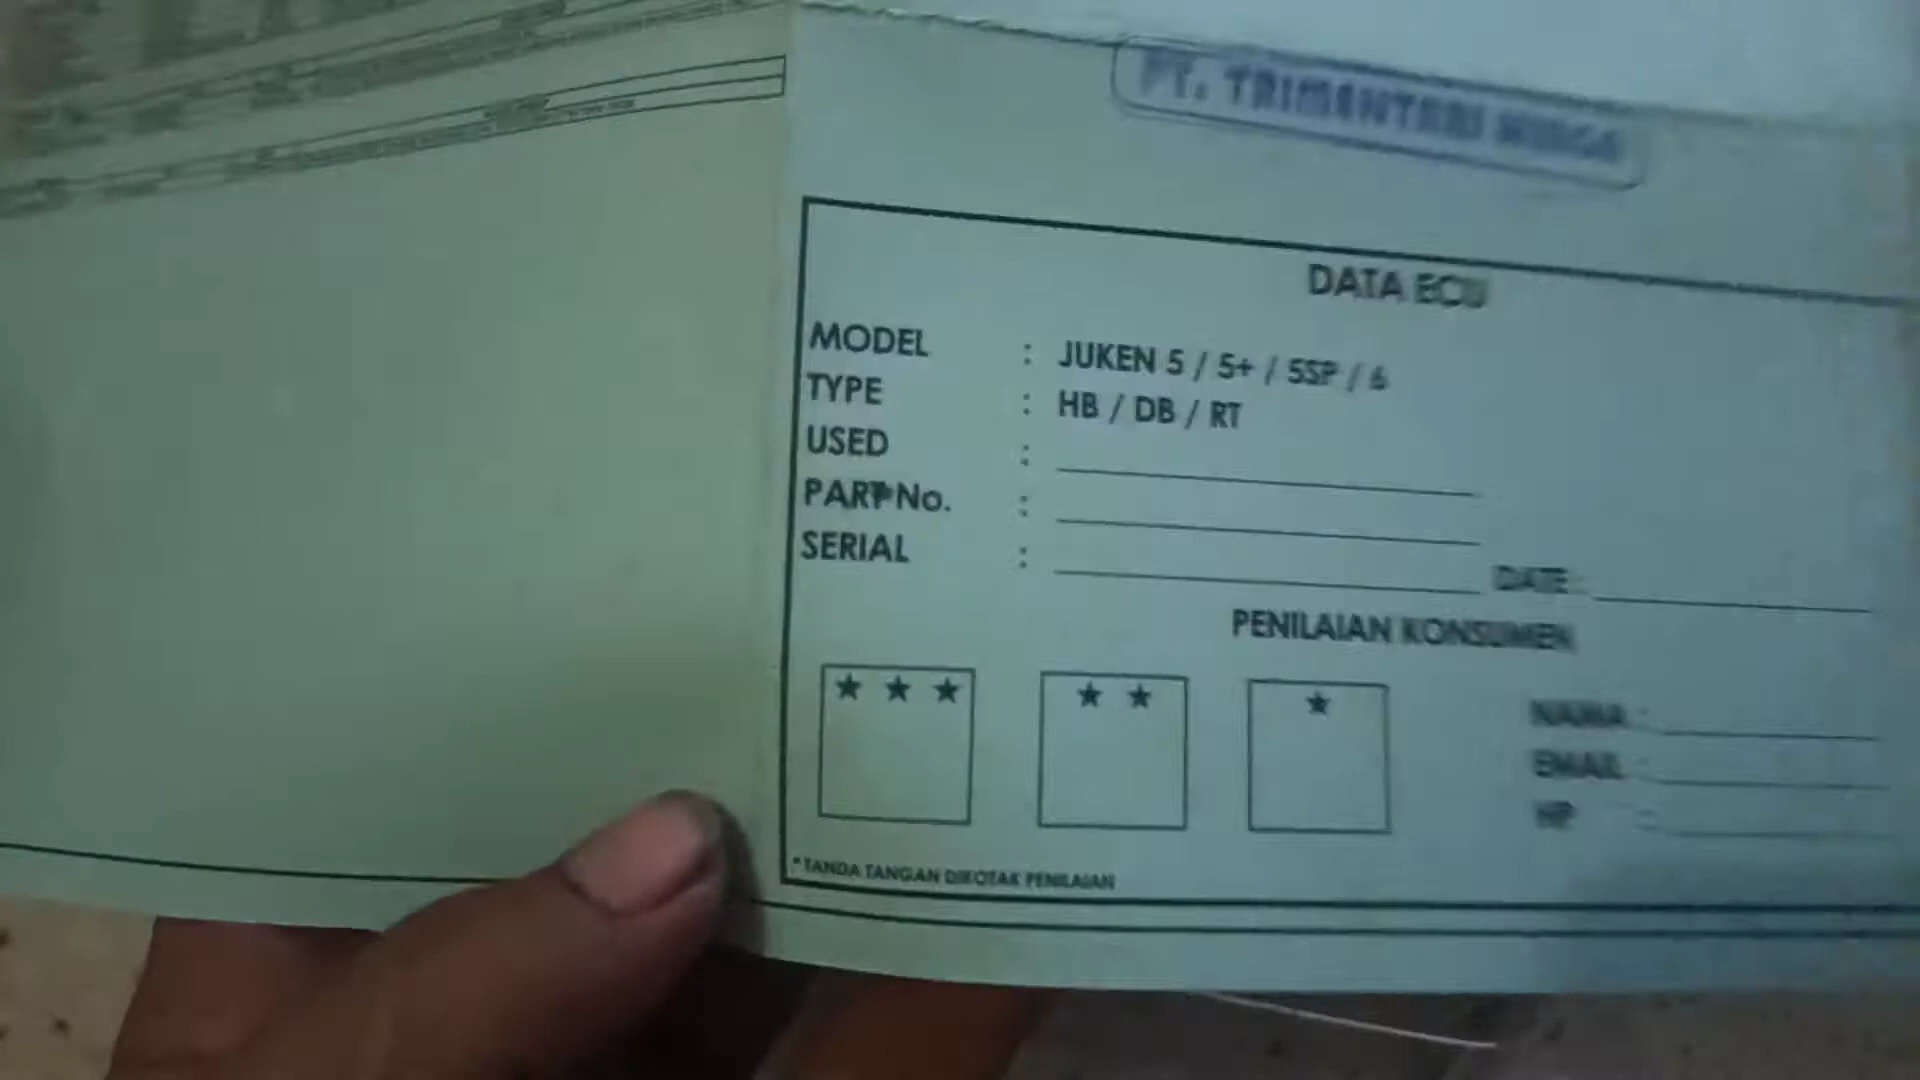 PT. TRIMENTARI NIAGA
DATA ECU
MODEL : JUKEN 5 / 5+ / 5SP / 6
TYPE : HB / DB / RT
USED :
PART No. :
SERIAL : DATE :
PENILAIAN KONSUMEN
★ ★ ★ ★ ★ ★
NAMA :
EMAIL :
HP :
* TANDA TANGAN DIKOTAK PENILAIAN